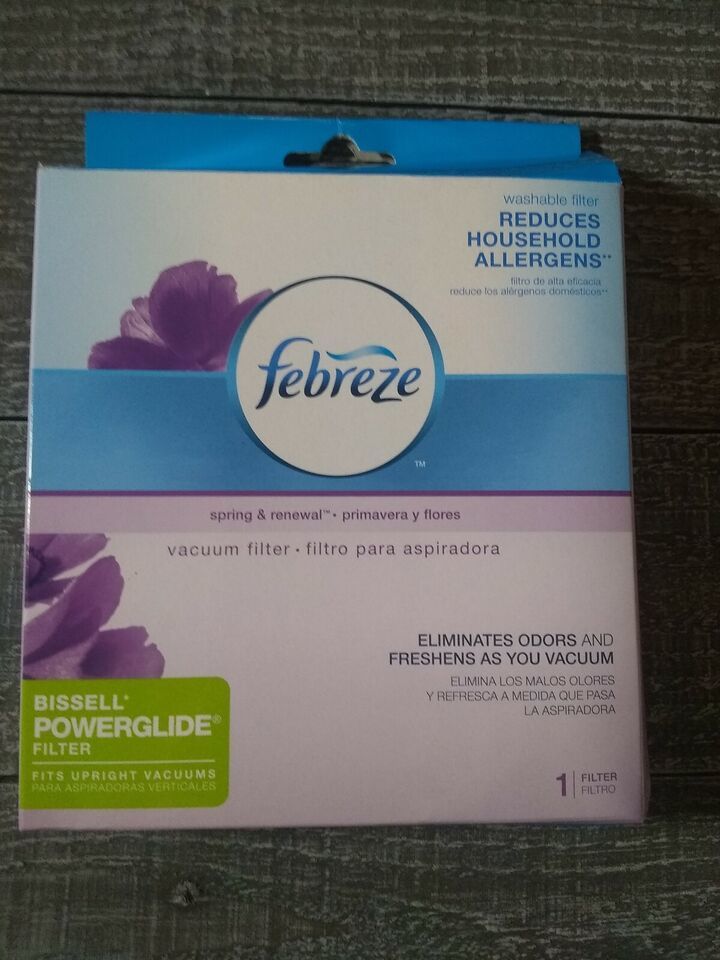 washable filter
REDUCES
HOUSEHOLD
ALLERGENS**
filtro de alta eficacia
reduce los alérgenos domésticos**
febreze
™
spring & renewal™ • primavera y flores
vacuum filter • filtro para aspiradora
ELIMINATES ODORS AND
FRESHENS AS YOU VACUUM
ELIMINA LOS MALOS OLORES
Y REFRESCA A MEDIDA QUE PASA
LA ASPIRADORA
BISSELL*
POWERGLIDE®
FILTER
FITS UPRIGHT VACUUMS
PARA ASPIRADORAS VERTICALES
1 FILTER
FILTRO